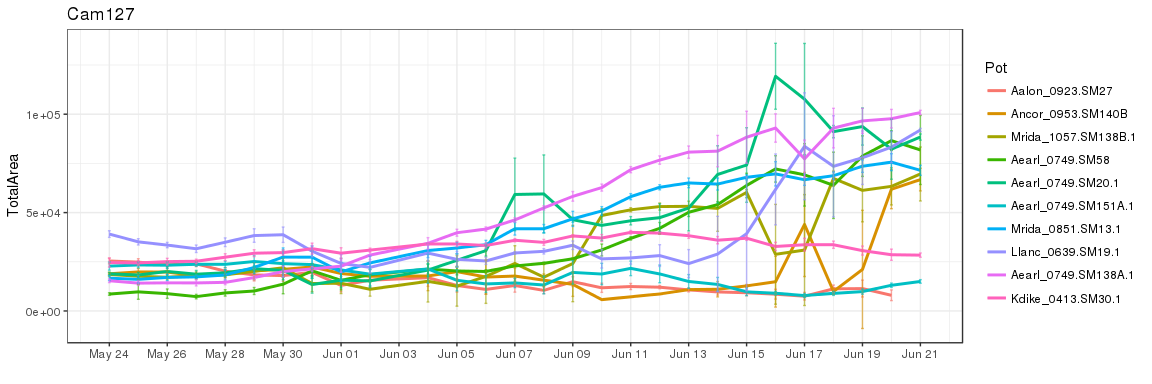 Cam127
TotalArea
1e+05
5e+04
0e+00
May 24 May 26 May 28 May 30 Jun 01 Jun 03 Jun 05 Jun 07 Jun 09 Jun 11 Jun 13 Jun 15 Jun 17 Jun 19 Jun 21
Pot
Aalon_0923.SM27
Ancor_0953.SM140B
Mrida_1057.SM138B.1
Aearl_0749.SM58
Aearl_0749.SM20.1
Aearl_0749.SM151A.1
Mrida_0851.SM13.1
Llanc_0639.SM19.1
Aearl_0749.SM138A.1
Kdike_0413.SM30.1